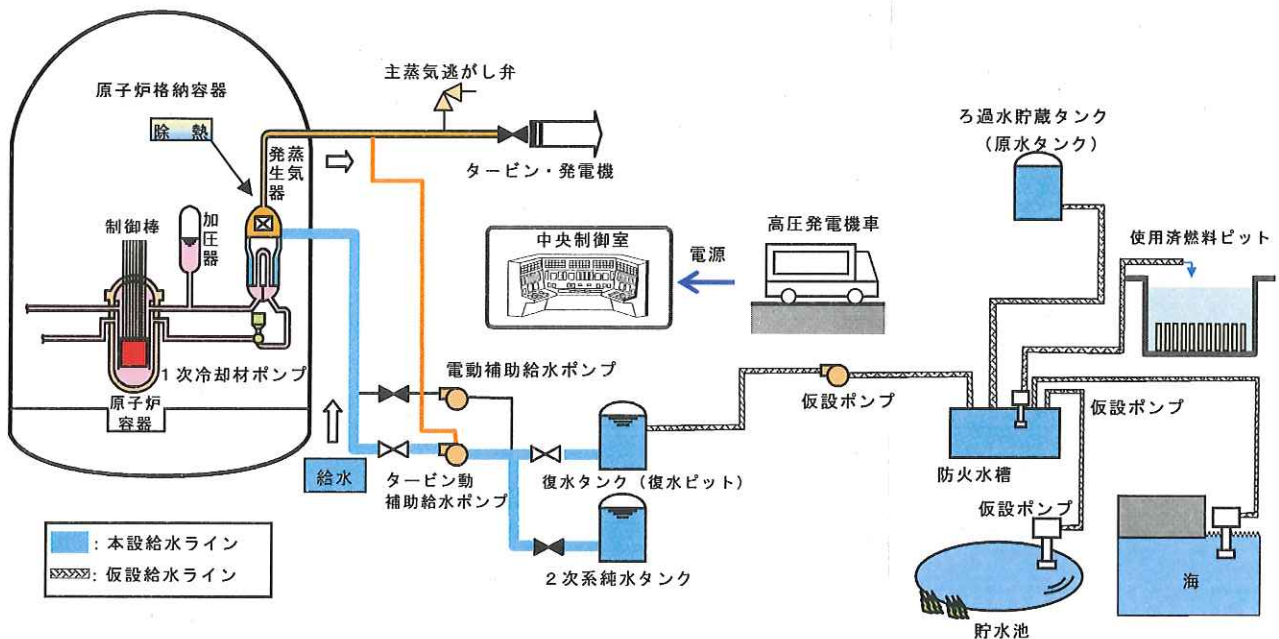 主蒸気逃がし弁
原子炉格納容器
除 熱
蒸気
発生器
タービン・発電機
制御棒
加圧器
中央制御室
電源
高圧発電機車
ろ過水貯蔵タンク
(原水タンク)
使用済燃料ピット
1次冷却材ポンプ
原子炉
容器
電動補助給水ポンプ
仮設ポンプ
仮設ポンプ
防火水槽
給水
タービン動
補助給水ポンプ
復水タンク(復水ピット)
仮設ポンプ
:本設給水ライン
:仮設給水ライン
2次系純水タンク
海
貯水池